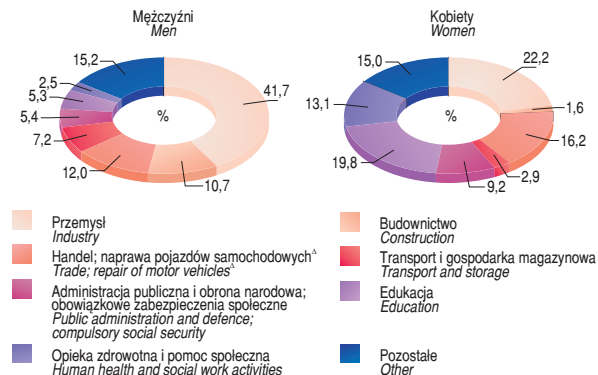 Mężczyźni
Men
15,2
41,7
2,5
5,3
5,4
7,2
12,0
10,7
%
Kobiety
Women
15,0
22,2
13,1
1,6
16,2
19,8
2,9
9,2
%
Przemysł
Industry
Handel; naprawa pojazdów samochodowychΔ
Trade; repair of motor vehiclesΔ
Administracja publiczna i obrona narodowa;
obowiązkowe zabezpieczenia społeczne
Public administration and defence;
compulsory social security
Opieka zdrowotna i pomoc społeczna
Human health and social work activities
Budownictwo
Construction
Transport i gospodarka magazynowa
Transport and storage
Edukacja
Education
Pozostałe
Other